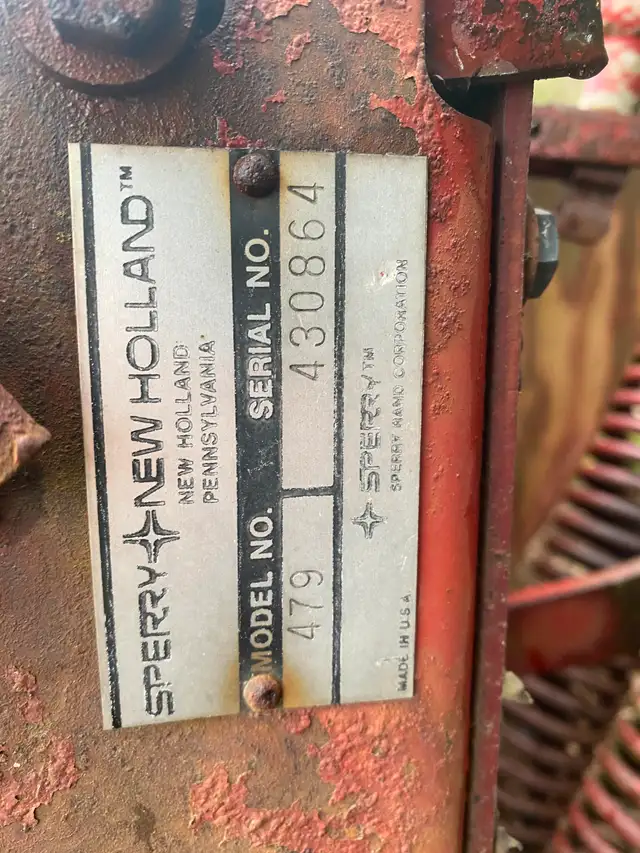 SPERRY NEW HOLLAND™
NEW HOLLAND
PENNSYLVANIA
MODEL NO. SERIAL NO.
479 430864
SPERRY™
SPERRY RAND CORPORATION
MADE IN U.S.A.